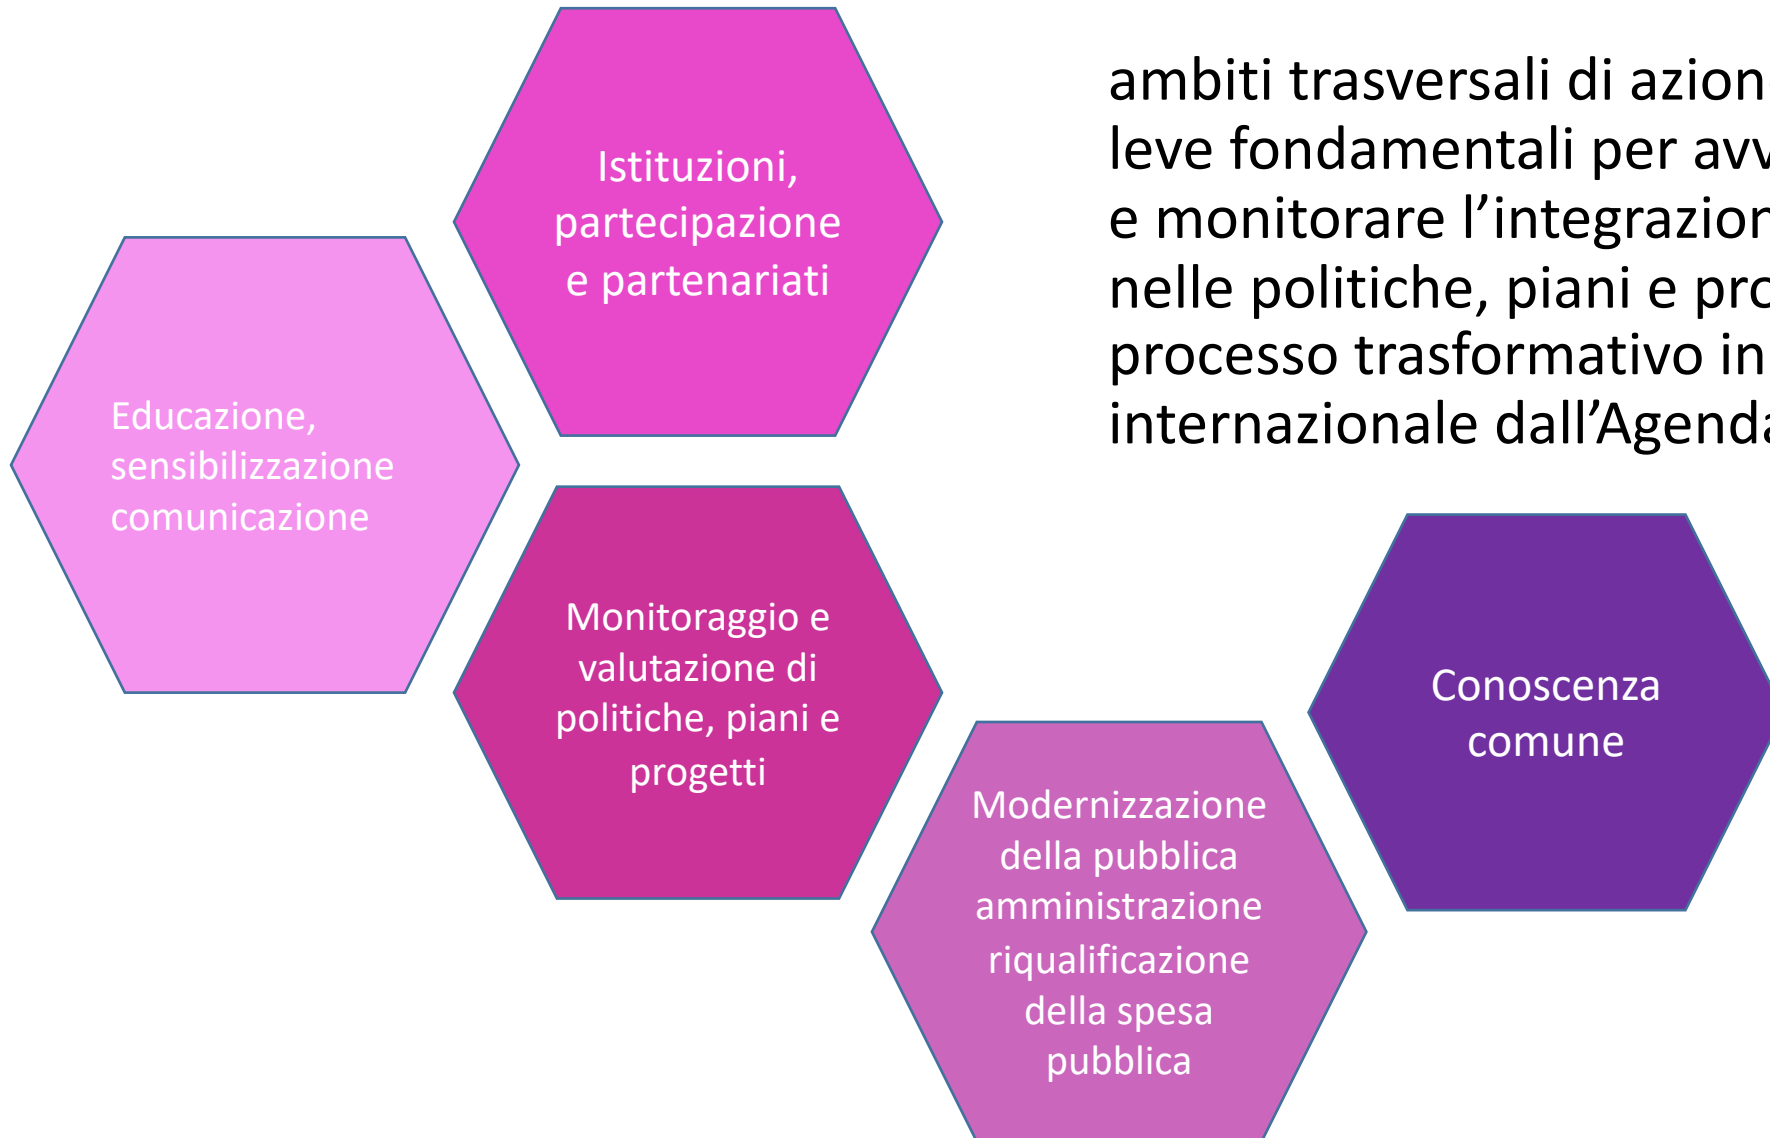 Istituzioni,
partecipazione
e partenariati
ambiti trasversali di azion
leve fondamentali per avv
e monitorare l’integrazion
nelle politiche, piani e pro
processo trasformativo in
internazionale dall’Agenda
Educazione,
sensibilizzazione
comunicazione
Monitoraggio e
valutazione di
politiche, piani e
progetti
Conoscenza
comune
Modernizzazione
della pubblica
amministrazione
riqualificazione
della spesa
pubblica